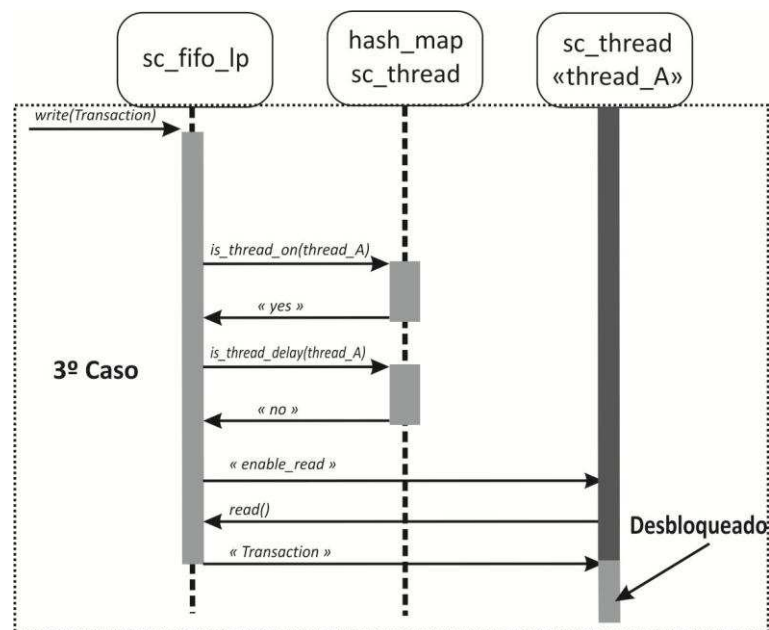 sc_fifo_lp
hash_map
sc_thread
sc_thread
«thread_A»
write(Transaction)
is_thread_on(thread_A)
« yes »
is_thread_delay(thread_A)
3º Caso
« no »
« enable_read »
read()
Desbloqueado
« Transaction »